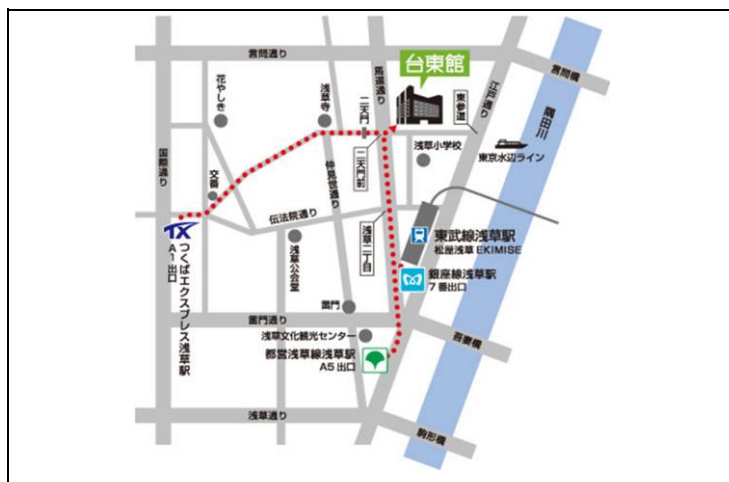 言問通り
台東館
花やしき
浅草寺
二天門
馬道通り
江戸通り
東参道
言問橋
隅田川
国際通り
交番
仲見世通り
二天門前
浅草小学校
東京水辺ライン
伝法院通り
TX
A1出口
つくばエクスプレス浅草駅
浅草公会堂
浅草二丁目
東武線浅草駅
松屋浅草 EKIMISE
銀座線浅草駅
7番出口
雷門
雷門通り
浅草文化観光センター
都営浅草線浅草駅
A5出口
吾妻橋
浅草通り
駒形橋